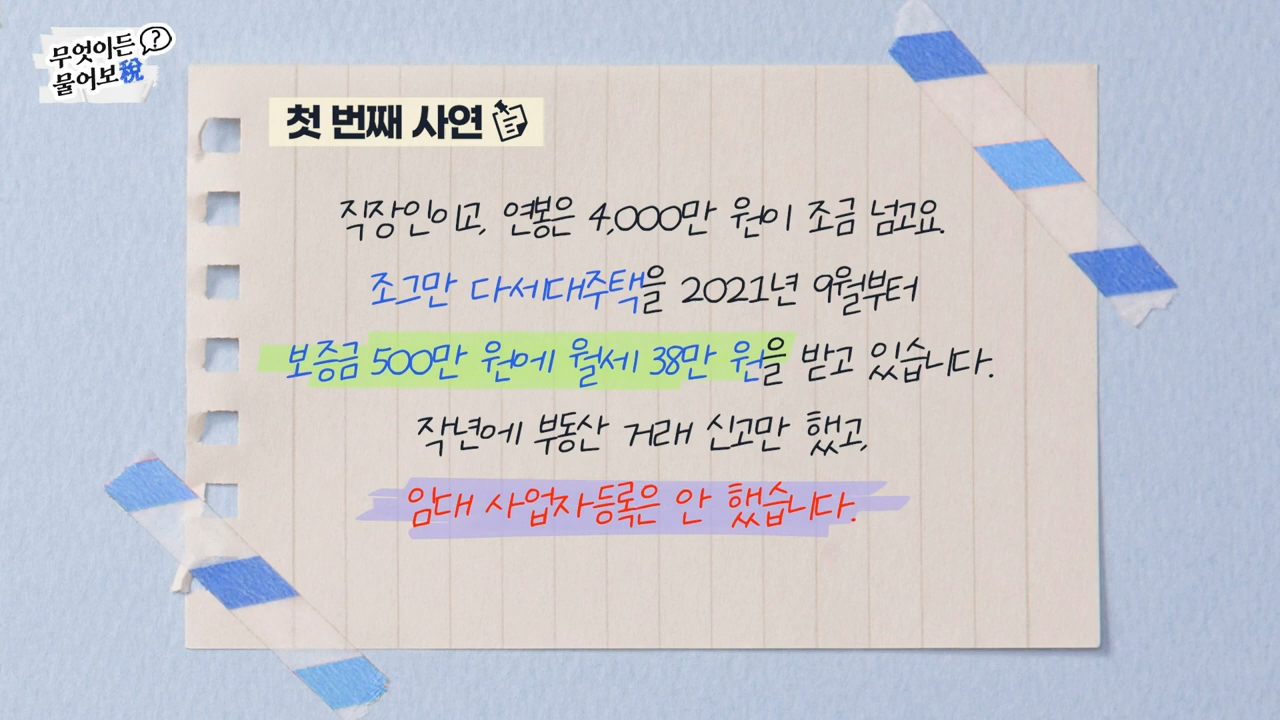 무엇이든?
물어보稅
첫 번째 사연
직장인이고, 연봉은 4,000만 원이 조금 넘고요.
조그만 다세대주택을 2021년 9월부터
보증금 500만 원에 월세 38만 원을 받고 있습니다.
작년에 부동산 거래 신고만 했고,
임대 사업자등록은 안 했습니다.